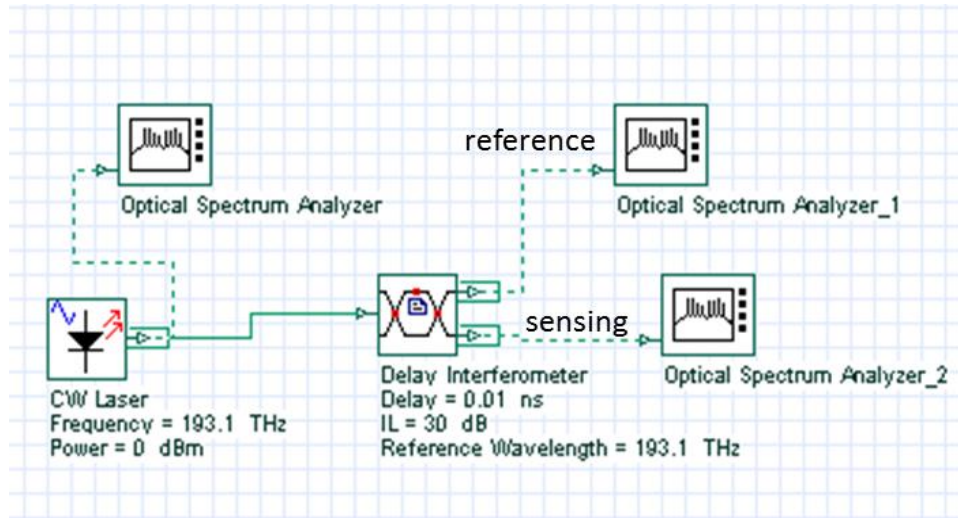 reference
Optical Spectrum Analyzer
Optical Spectrum Analyzer_1
sensing
CW Laser
Frequency = 193.1 THz
Power = 0 dBm
Delay Interferometer
Delay = 0.01 ns
IL = 30 dB
Reference Wavelength = 193.1 THz
Optical Spectrum Analyzer_2